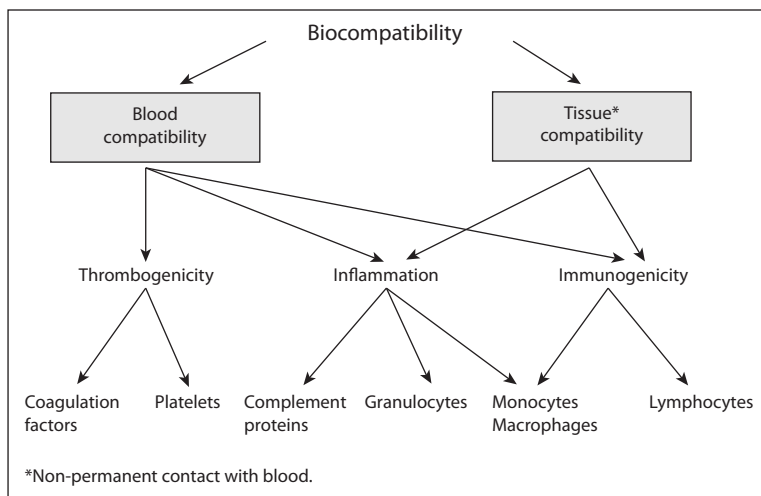 Biocompatibility
Blood
compatibility
Tissue*
compatibility
Thrombogenicity
Inflammation
Immunogenicity
Coagulation
factors
Platelets
Complement
proteins
Granulocytes
Monocytes
Macrophages
Lymphocytes
*Non-permanent contact with blood.